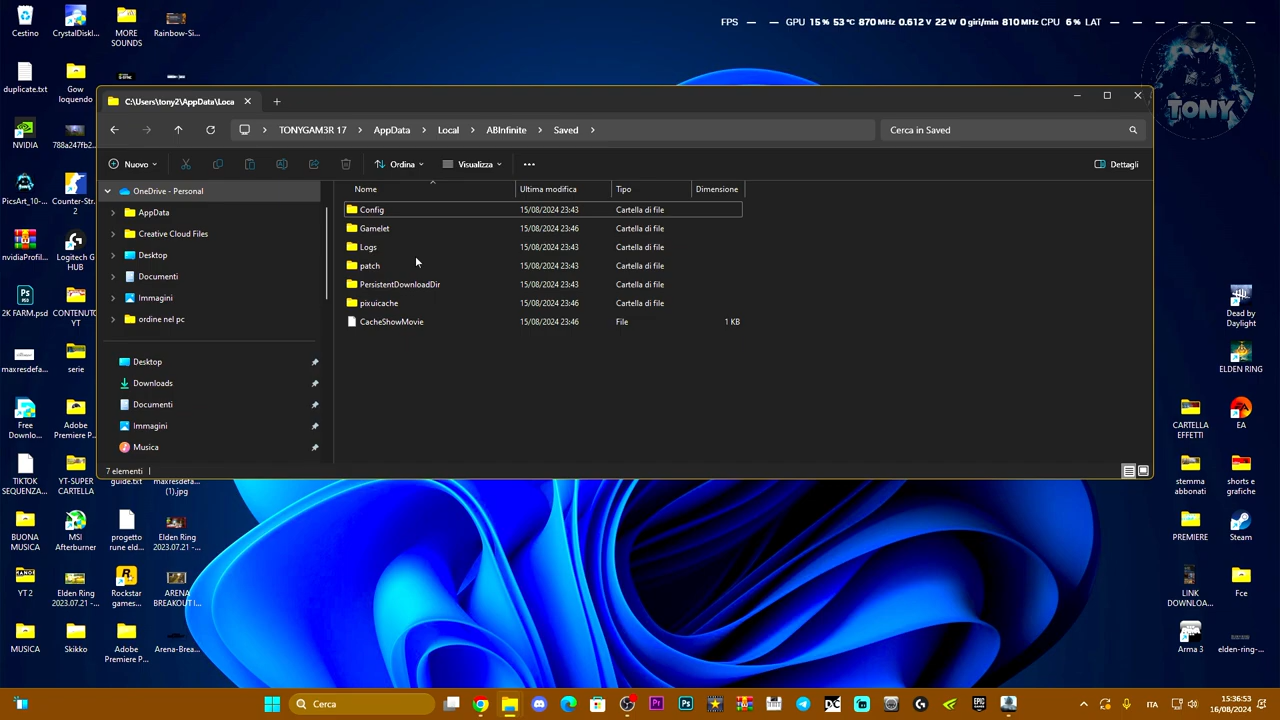 FPS — — GPU 15 % 53 °C 870 MHz 0.612 V 22 W 0 giri/min 810 MHz CPU 6 % LAT — — — — — — —
TONY
Cestino
CrystalDiskI...
MORE SOUNDS
Rainbow-Si...
duplicate.txt
Gow loquendo
NVIDIA
788a247fb2...
PicsArt_10-...
Counter-Str... 2
nvidiaProfil...
Logitech G HUB
2K FARM.psd
CONTENUTO YT
maxresdefa...
serie
Free Downlo...
Adobe Premiere P...
TIKTOK SEQUENZA...
YT-SUPER CARTELLA
guide.txt
maxresdefa... (1).jpg
BUONA MUSICA
MSI Afterburner
progetto rune eld...
Elden Ring 2023.07.21 -...
YT 2
Elden Ring 2023.07.21 -...
Rockstar games...
ARENA BREAKOUT I...
MUSICA
Skikko
Adobe Premiere P...
Arena-Brea...
C:\Users\tony2\AppData\Loca
TONYGAM3R 17 > AppData > Local > ABInfinite > Saved >
Cerca in Saved
Nuovo
Ordina
Visualizza
Dettagli
OneDrive - Personal
AppData
Creative Cloud Files
Desktop
Documenti
Immagini
ordine nel pc
Desktop
Downloads
Documenti
Immagini
Musica
Nome Ultima modifica Tipo Dimensione
Config 15/08/2024 23:43 Cartella di file
Gamelet 15/08/2024 23:46 Cartella di file
Logs 15/08/2024 23:43 Cartella di file
patch 15/08/2024 23:43 Cartella di file
PersistentDownloadDir 15/08/2024 23:43 Cartella di file
pixuicache 15/08/2024 23:46 Cartella di file
CacheShowMovie 15/08/2024 23:46 File 1 KB
7 elementi
Dead by Daylight
ELDEN RING
CARTELLA EFFETTI
EA
stemma abbonati
shorts e grafiche
PREMIERE
Steam
LINK DOWNLOA...
Fce
Arma 3
elden-ring-...
Cerca
ITA
15:36:53
16/08/2024